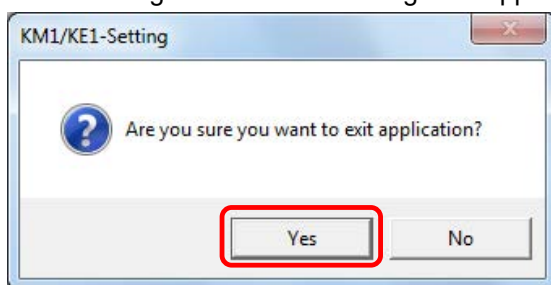 KM1/KE1-Setting
Are you sure you want to exit application?
Yes
No